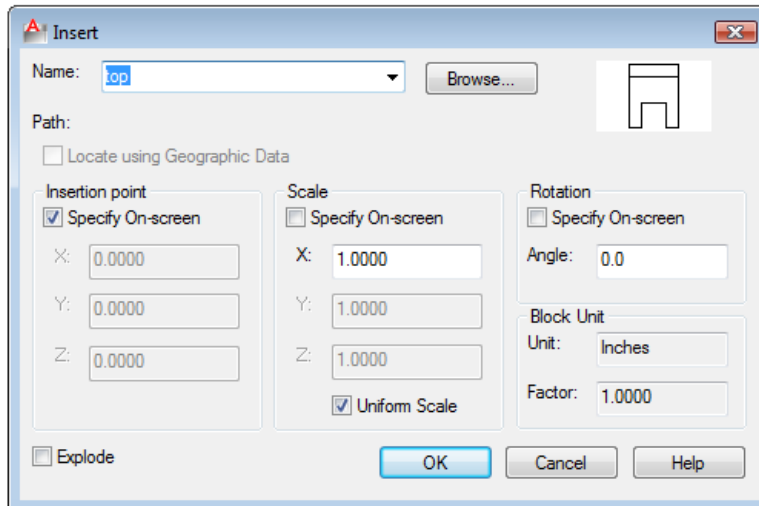 Insert
Name: top Browse...
Path:
Locate using Geographic Data
Insertion point
Specify On-screen
X: 0.0000
Y: 0.0000
Z: 0.0000
Scale
Specify On-screen
X: 1.0000
Y: 1.0000
Z: 1.0000
Uniform Scale
Rotation
Specify On-screen
Angle: 0.0
Block Unit
Unit: Inches
Factor: 1.0000
Explode
OK Cancel Help